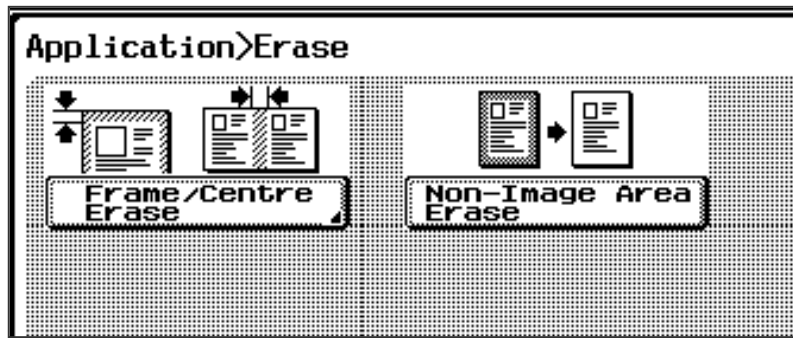 Application>Erase
Frame/Centre
Erase
Non-Image Area
Erase